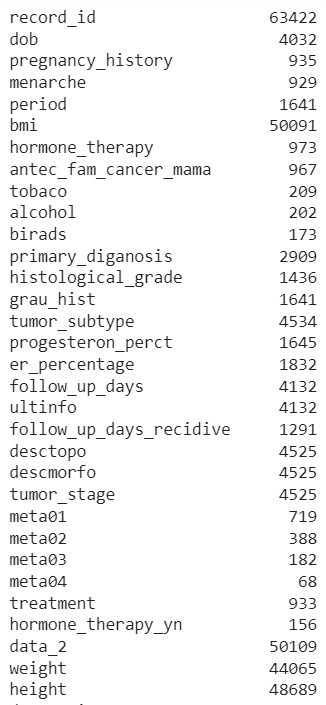 record_id 63422
dob 4032
pregnancy_history 935
menarche 929
period 1641
bmi 50091
hormone_therapy 973
antec_fam_cancer_mama 967
tobaco 209
alcohol 202
birads 173
primary_diganosis 2909
histological_grade 1436
grau_hist 1641
tumor_subtype 4534
progesteron_perct 1645
er_percentage 1832
follow_up_days 4132
ultinfo 4132
follow_up_days_recidive 1291
desctopo 4525
descmorfo 4525
tumor_stage 4525
meta01 719
meta02 388
meta03 182
meta04 68
treatment 933
hormone_therapy_yn 156
data_2 50109
weight 44065
height 48689